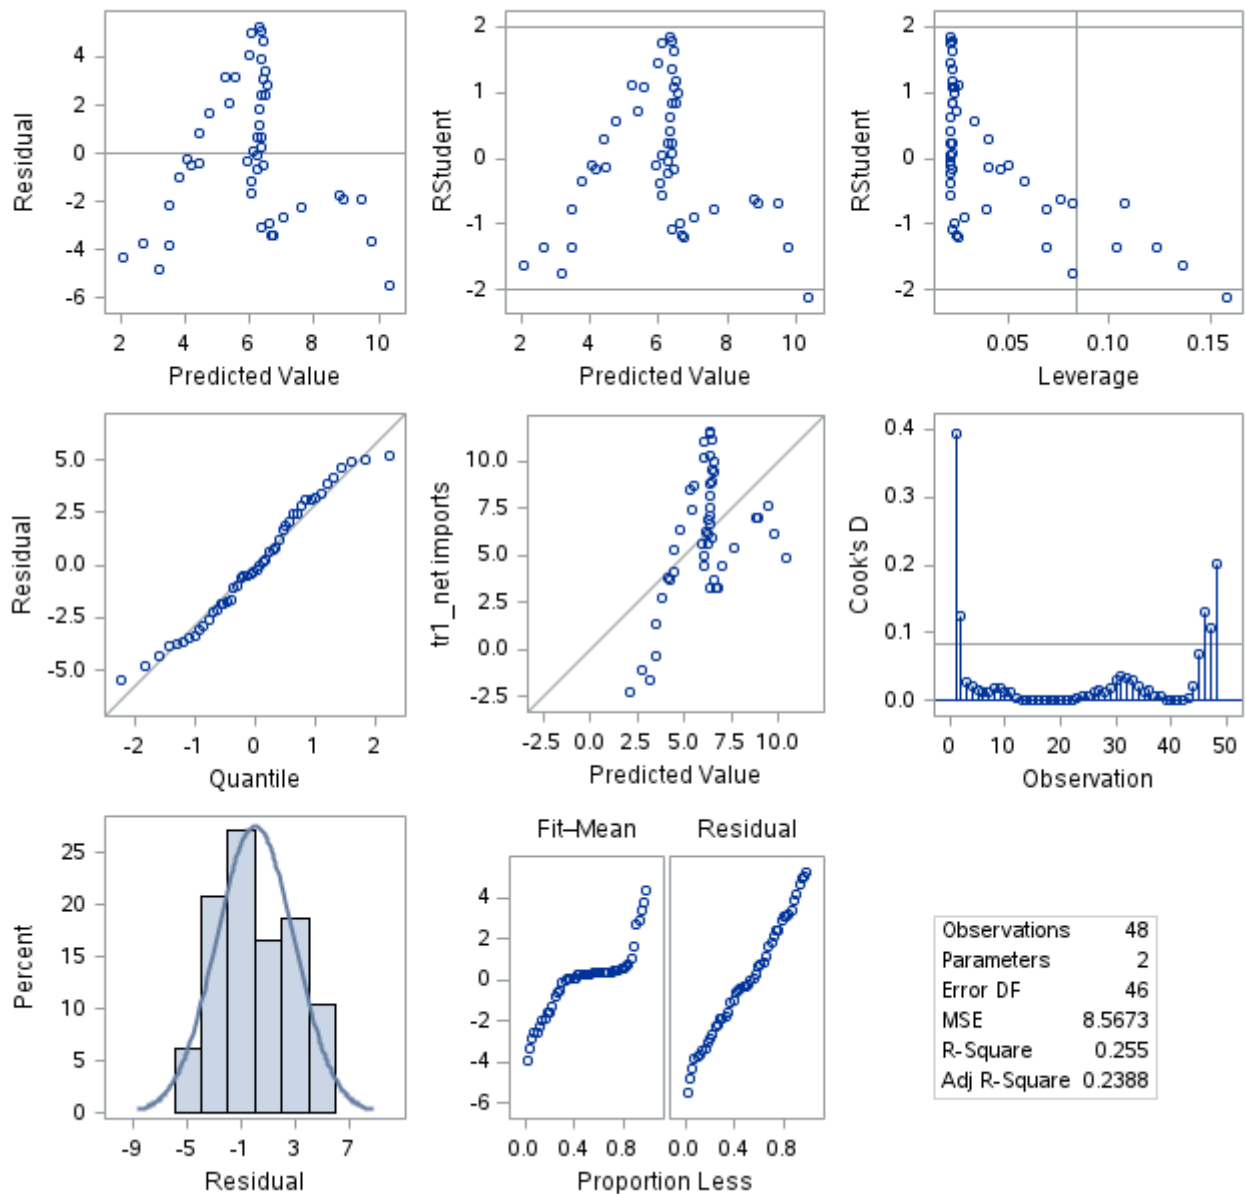 4
2
0
-2
-4
-6
2 4 6 8 10
Residual
Predicted Value
2
1
0
-1
-2
2 4 6 8 10
RStudent
Predicted Value
2
1
0
-1
-2
0.05 0.10 0.15
RStudent
Leverage
5.0
2.5
0.0
-2.5
-5.0
-2 -1 0 1 2
Residual
Quantile
10.0
7.5
5.0
2.5
0.0
-2.5
-2.5 0.0 2.5 5.0 7.5 10.0
tr1_net imports
Predicted Value
0.4
0.3
0.2
0.1
0.0
0 10 20 30 40 50
Cook's D
Observation
25
20
15
10
5
0
-9 -3 -1 3 7
Percent
Residual
Fit–Mean Residual
4
2
0
-2
-4
-6
0.0 0.4 0.8 0.0 0.4 0.8
Proportion Less
Observations 48
Parameters 2
Error DF 46
MSE 8.5673
R-Square 0.255
Adj R-Square 0.2388